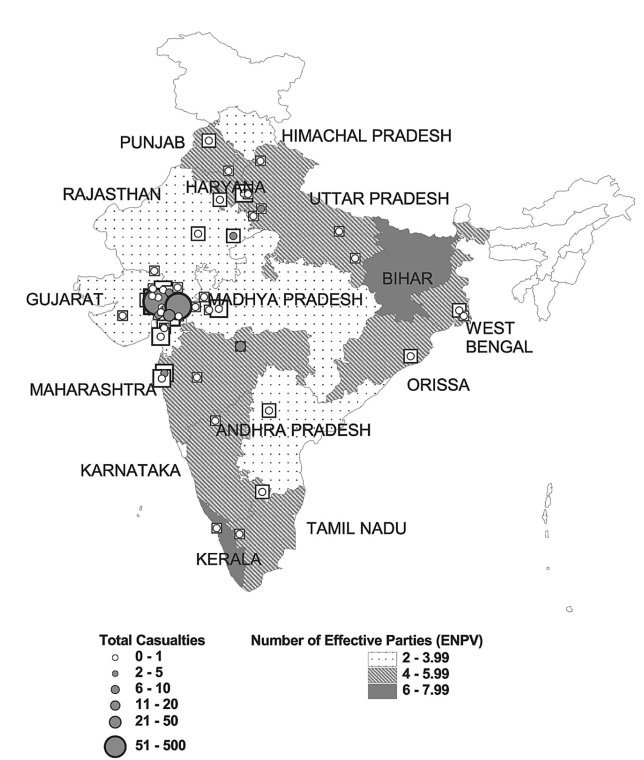 PUNJAB
HIMACHAL PRADESH
RAJASTHAN
HARYANA
UTTAR PRADESH
BIHAR
GUJARAT
MADHYA PRADESH
WEST
BENGAL
MAHARASHTRA
ORISSA
ANDHRA PRADESH
KARNATAKA
TAMIL NADU
KERALA
Total Casualties
0 - 1
2 - 5
6 - 10
11 - 20
21 - 50
51 - 500
Number of Effective Parties (ENPV)
2 - 3.99
4 - 5.99
6 - 7.99